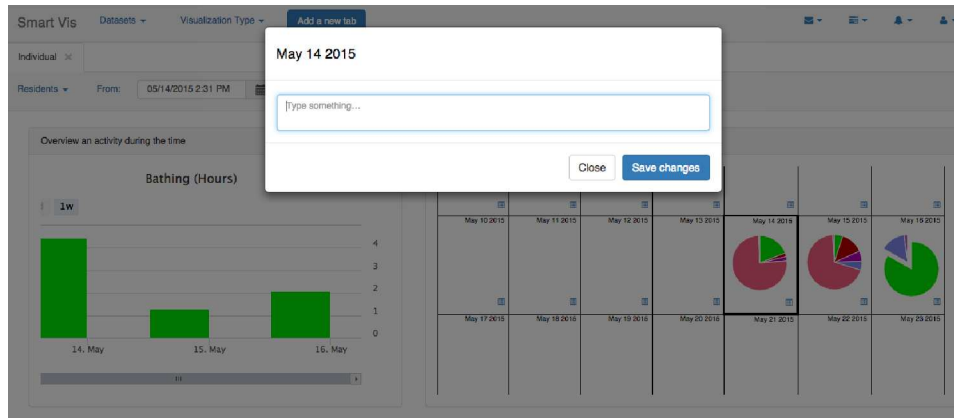 Smart Vis Datasets Visualization Type Add a new tab
Individual ×
May 14 2015
Residents From: 05/14/2015 2:31 PM
Type something...
Overview an activity during the time
Close Save changes
Bathing (Hours)
1w
May 10 2015 May 11 2015 May 12 2015 May 13 2015 May 14 2015 May 15 2015 May 16 2015
4
3
2
1
0
May 17 2015 May 18 2015 May 19 2015 May 20 2015 May 21 2015 May 22 2015 May 23 2015
14. May 15. May 16. May